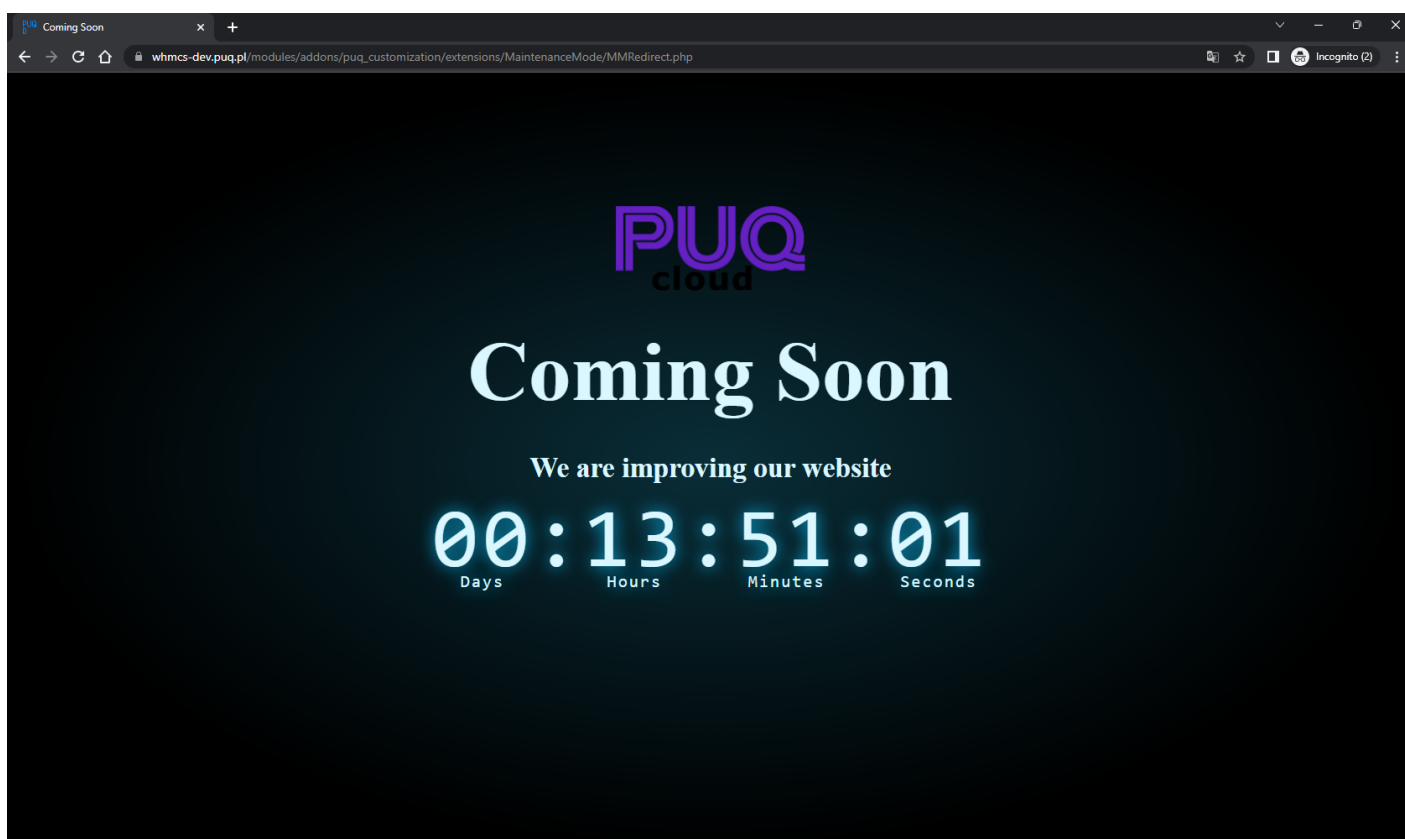 PUQ
D
Coming Soon
whmcs-dev.puq.pl/modules/addons/puq_customization/extensions/MaintenanceMode/MMRedirect.php
Incognito (2)
PUQ
cloud
Coming Soon
We are improving our website
00:13:51:01
Days Hours Minutes Seconds